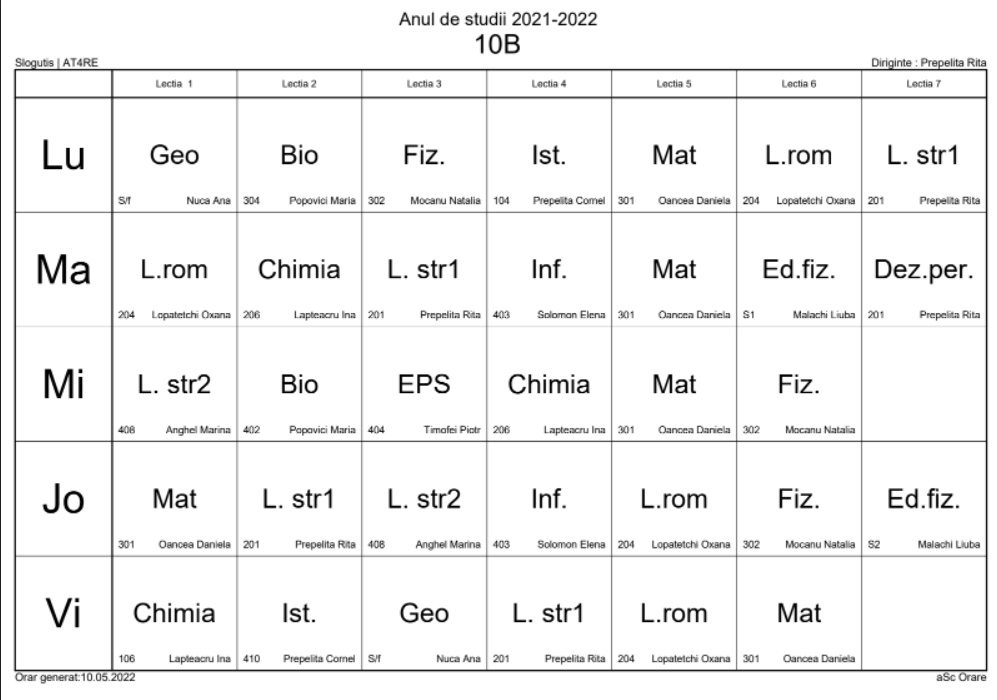 Anul de studii 2021-2022
10B
Slogutis | AT4RE Diriginte : Prepelita Rita
Lectia 1 Lectia 2 Lectia 3 Lectia 4 Lectia 5 Lectia 6 Lectia 7
Lu Geo Bio Fiz. Ist. Mat L.rom L. str1
S/f Nuca Ana 304 Popovici Maria 302 Mocanu Natalia 104 Prepelita Cornel 301 Oancea Daniela 204 Lopatetchi Oxana 201 Prepelita Rita
Ma L.rom Chimia L. str1 Inf. Mat Ed.fiz. Dez.per.
204 Lopatetchi Oxana 206 Lapteacru Ina 201 Prepelita Rita 403 Solomon Elena 301 Oancea Daniela S1 Malachi Liuba 201 Prepelita Rita
Mi L. str2 Bio EPS Chimia Mat Fiz.
408 Anghel Marina 402 Popovici Maria 404 Timofei Piotr 206 Lapteacru Ina 301 Oancea Daniela 302 Mocanu Natalia
Jo Mat L. str1 L. str2 Inf. L.rom Fiz. Ed.fiz.
301 Oancea Daniela 201 Prepelita Rita 408 Anghel Marina 403 Solomon Elena 204 Lopatetchi Oxana 302 Mocanu Natalia S2 Malachi Liuba
Vi Chimia Ist. Geo L. str1 L.rom Mat
106 Lapteacru Ina 410 Prepelita Cornel S/f Nuca Ana 201 Prepelita Rita 204 Lopatetchi Oxana 301 Oancea Daniela
Orar generat:10.05.2022 aSc Orare